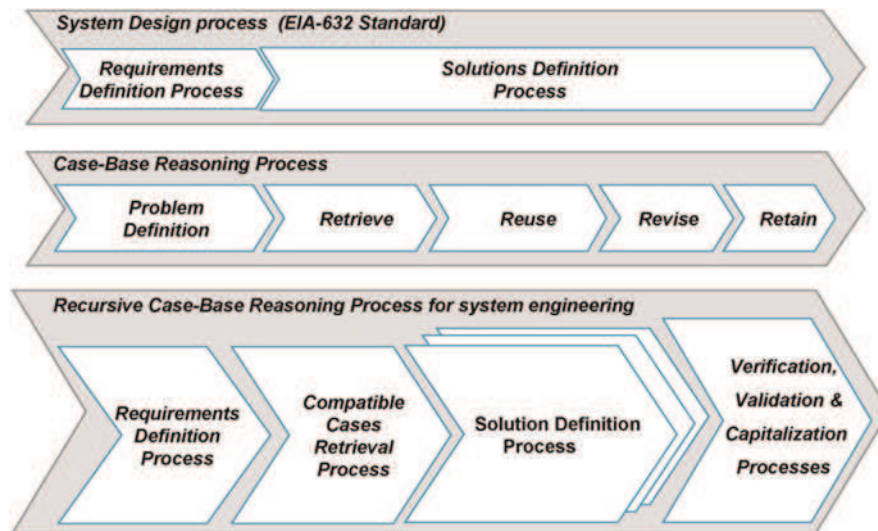 System Design process (EIA-632 Standard)
Requirements
Definition Process
Solutions Definition
Process
Case-Base Reasoning Process
Problem
Definition
Retrieve
Reuse
Revise
Retain
Recursive Case-Base Reasoning Process for system engineering
Requirements
Definition
Process
Compatible
Cases
Retrieval
Process
Solution Definition
Process
Verification,
Validation &
Capitalization
Processes